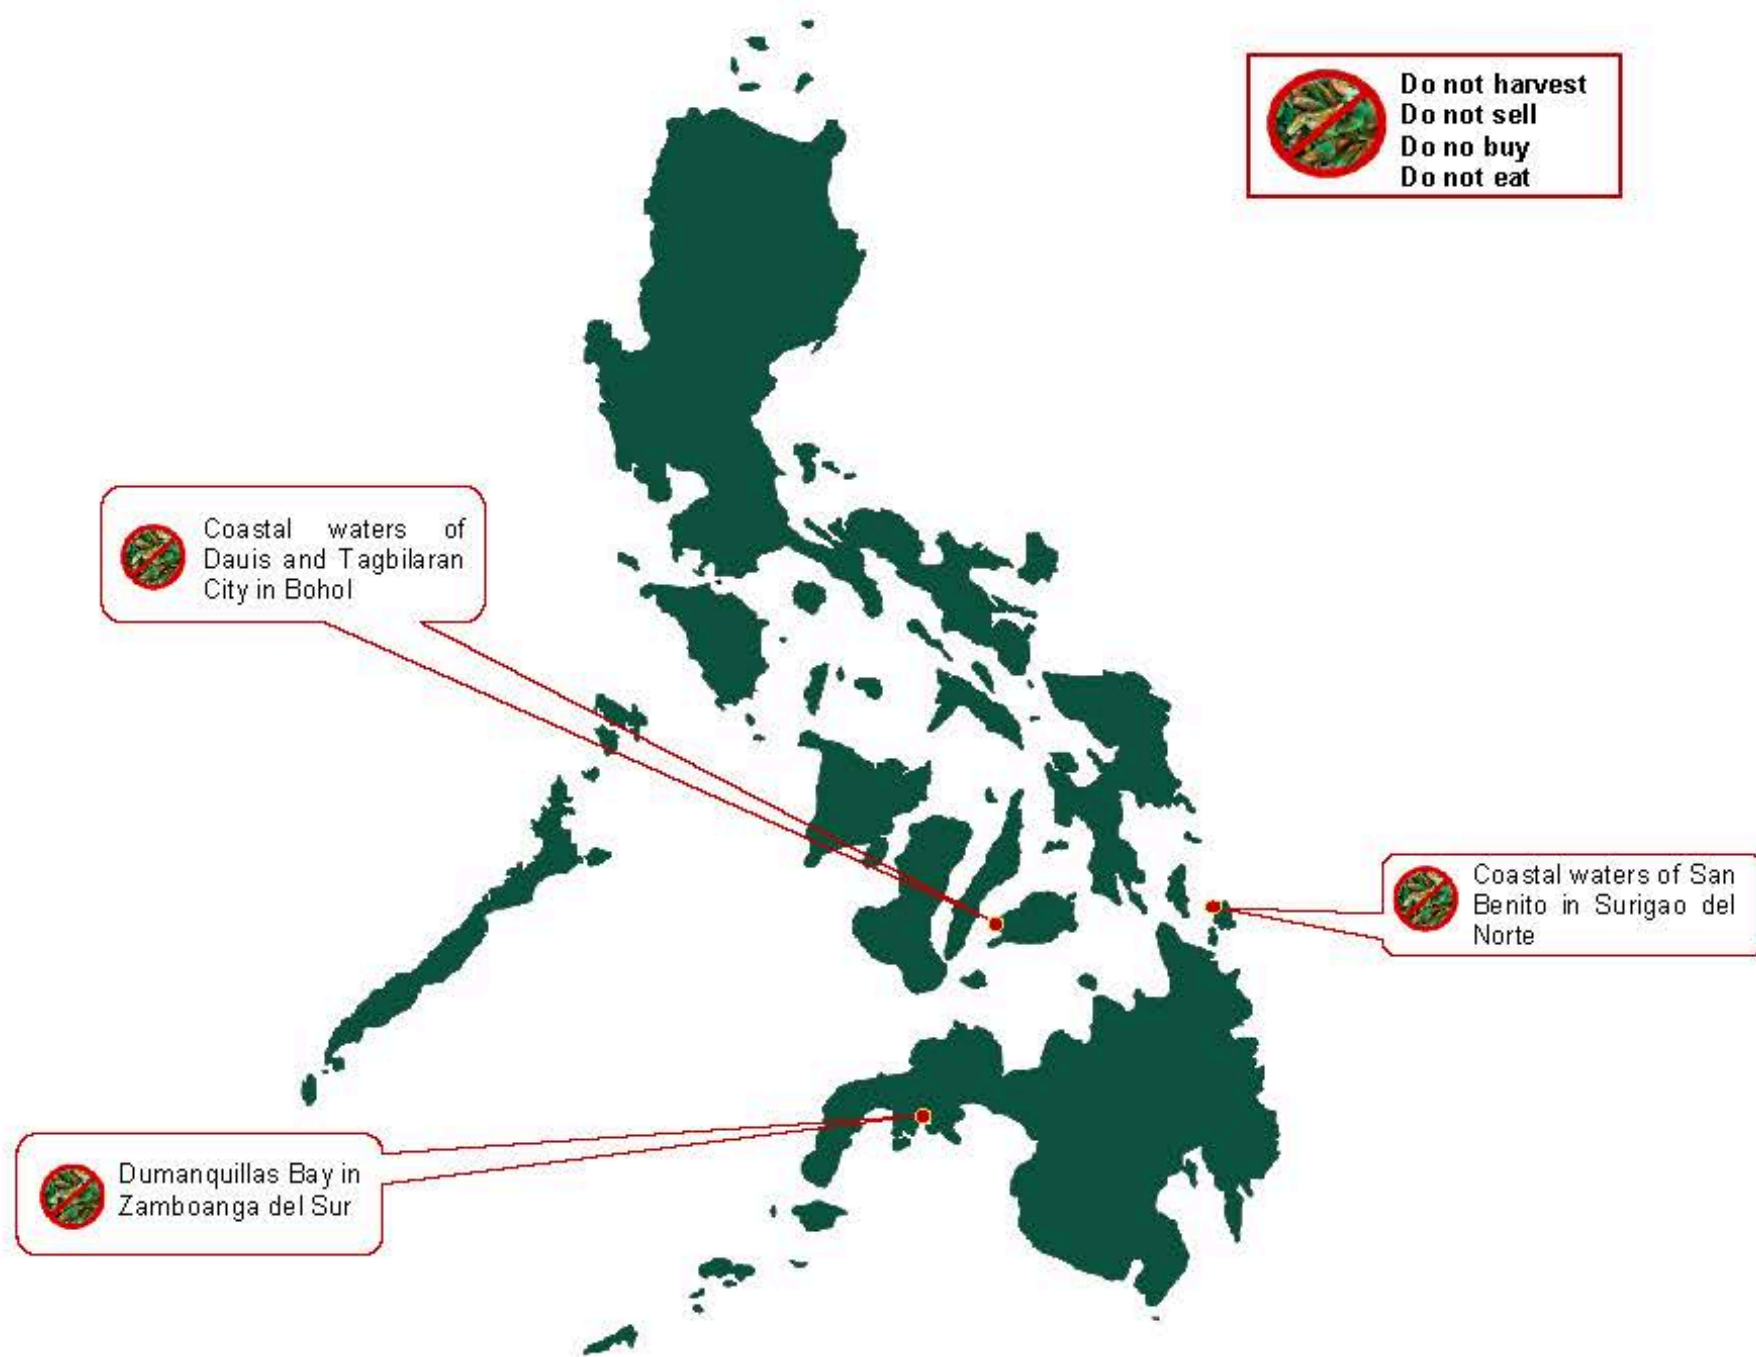 Do not harvest
Do not sell
Do no buy
Do not eat
Coastal waters of
Dauis and Tagbilaran
City in Bohol
Coastal waters of San
Benito in Surigao del
Norte
Dumanquillas Bay in
Zamboanga del Sur